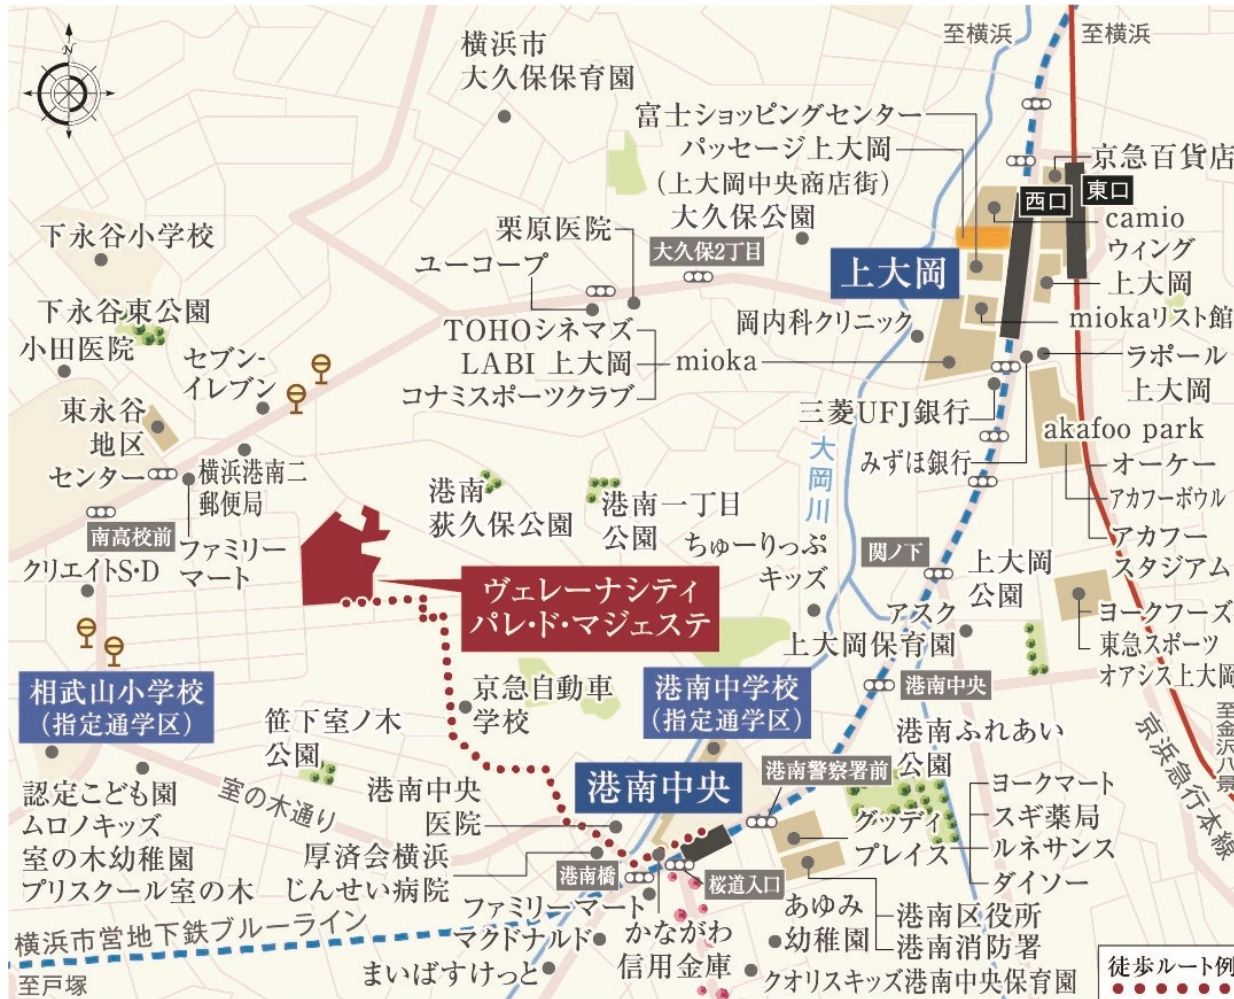 N
横浜市
大久保保育園
至横浜
至横浜
富士ショッピングセンター
パッセージ上大岡
(上大岡中央商店街)
京急百貨店
西口
東口
camio
大久保公園
栗原医院
大久保2丁目
下永谷小学校
ユーコープ
上大岡
ウィング
上大岡
下永谷東公園
小田医院
TOHOシネマズ
LABI 上大岡
コナミスポーツクラブ
mioka
岡内科クリニック
miokaリスト館
セブン-
イレブン
ラポール
上大岡
東永谷
地区
センター
三菱UFJ銀行
akafoo park
大岡川
みずほ銀行
オーケー
アカフーボウル
横浜港南二
郵便局
港南
荻久保公園
港南一丁目
公園
南高校前
ファミリー
マート
ちゅーりっぷ
キッズ
関ノ下
上大岡
公園
アカフー
スタジアム
クリエイトS・D
ヴェレーナシティ
パレ・ド・マジェステ
アスク
上大岡保育園
ヨークフーズ
東急スポーツ
オアシス上大岡
相武山小学校
(指定通学区)
京急自動車
学校
港南中学校
(指定通学区)
港南中央
至金沢八景
京浜急行本線
笹下室ノ木
公園
港南ふれあい
公園
港南中央
港南警察署前
認定こども園
ムロノキッズ
室の木幼稚園
プリスクール室の木
室の木通り
港南中央
医院
厚済会横浜
じんせい病院
グッディ
プレイス
ヨークマート
スギ薬局
ルネサンス
ダイソー
港南橋
桜道入口
ファミリーマート
マクドナルド
まいばすけっと
かながわ
信用金庫
あゆみ
幼稚園
港南区役所
港南消防署
クオリスキッズ港南中央保育園
横浜市営地下鉄ブルーライン
至戸塚
徒歩ルート例